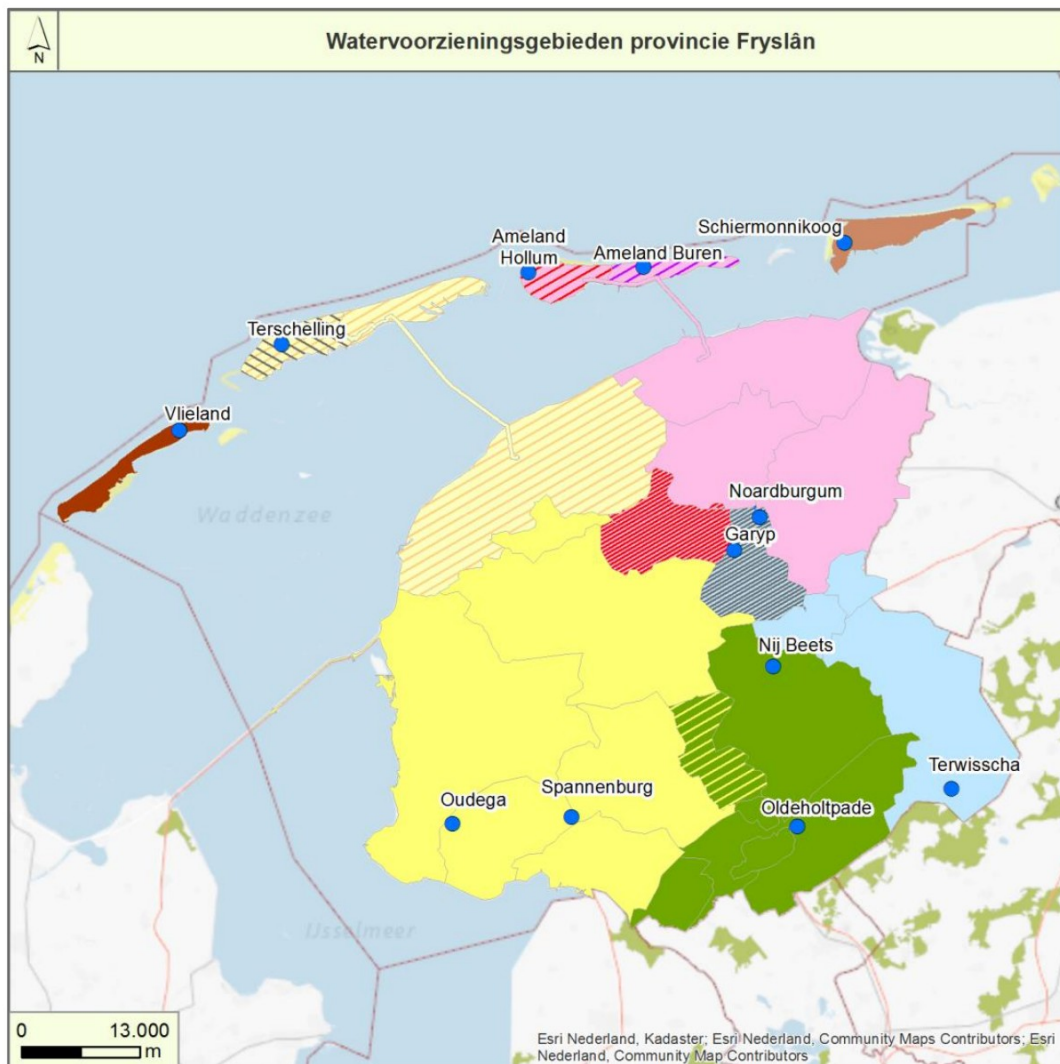 N
Watervoorzieningsgebieden provincie Fryslân
Schiermonnikoog
Ameland
Hollum
Ameland Buren
Terschelling
Vlieland
Waddenzee
Noardburgum
Garyp
Nij Beets
Terwisscha
Spannenburg
Oudega
Oldeholtpade
IJsselmeer
0 13.000
m
Esri Nederland, Kadaster; Esri Nederland, Community Maps Contributors; Esri
Nederland, Community Map Contributors